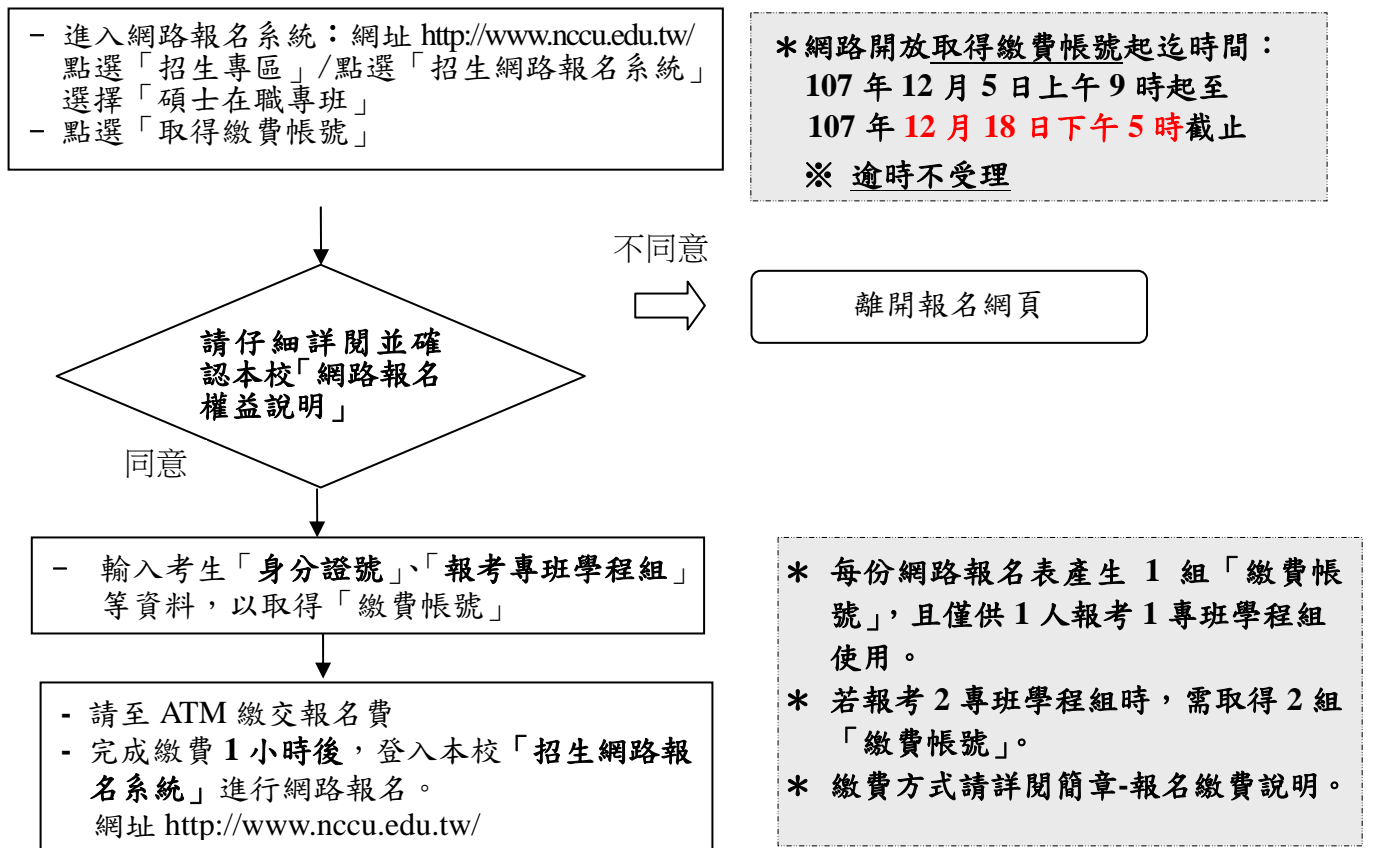 – 進入網路報名系統：網址 http://www.nccu.edu.tw/
點選「招生專區」/點選「招生網路報名系統」
選擇「碩士在職專班」
– 點選「取得繳費帳號」
＊網路開放取得繳費帳號起迄時間：
107 年 12 月 5 日上午 9 時起至
107 年 12 月 18 日下午 5 時截止
※ 逾時不受理
不同意
離開報名網頁
請仔細詳閱並確
認本校「網路報名
權益說明」
同意
– 輸入考生「身分證號」、「報考專班學程組」
等資料，以取得「繳費帳號」
- 請至 ATM 繳交報名費
- 完成繳費 1 小時後，登入本校「招生網路報
名系統」進行網路報名。
網址 http://www.nccu.edu.tw/
＊ 每份網路報名表產生 1 組「繳費帳
號」，且僅供 1 人報考 1 專班學程組
使用。
＊ 若報考 2 專班學程組時，需取得 2 組
「繳費帳號」。
＊ 繳費方式請詳閱簡章-報名繳費說明。